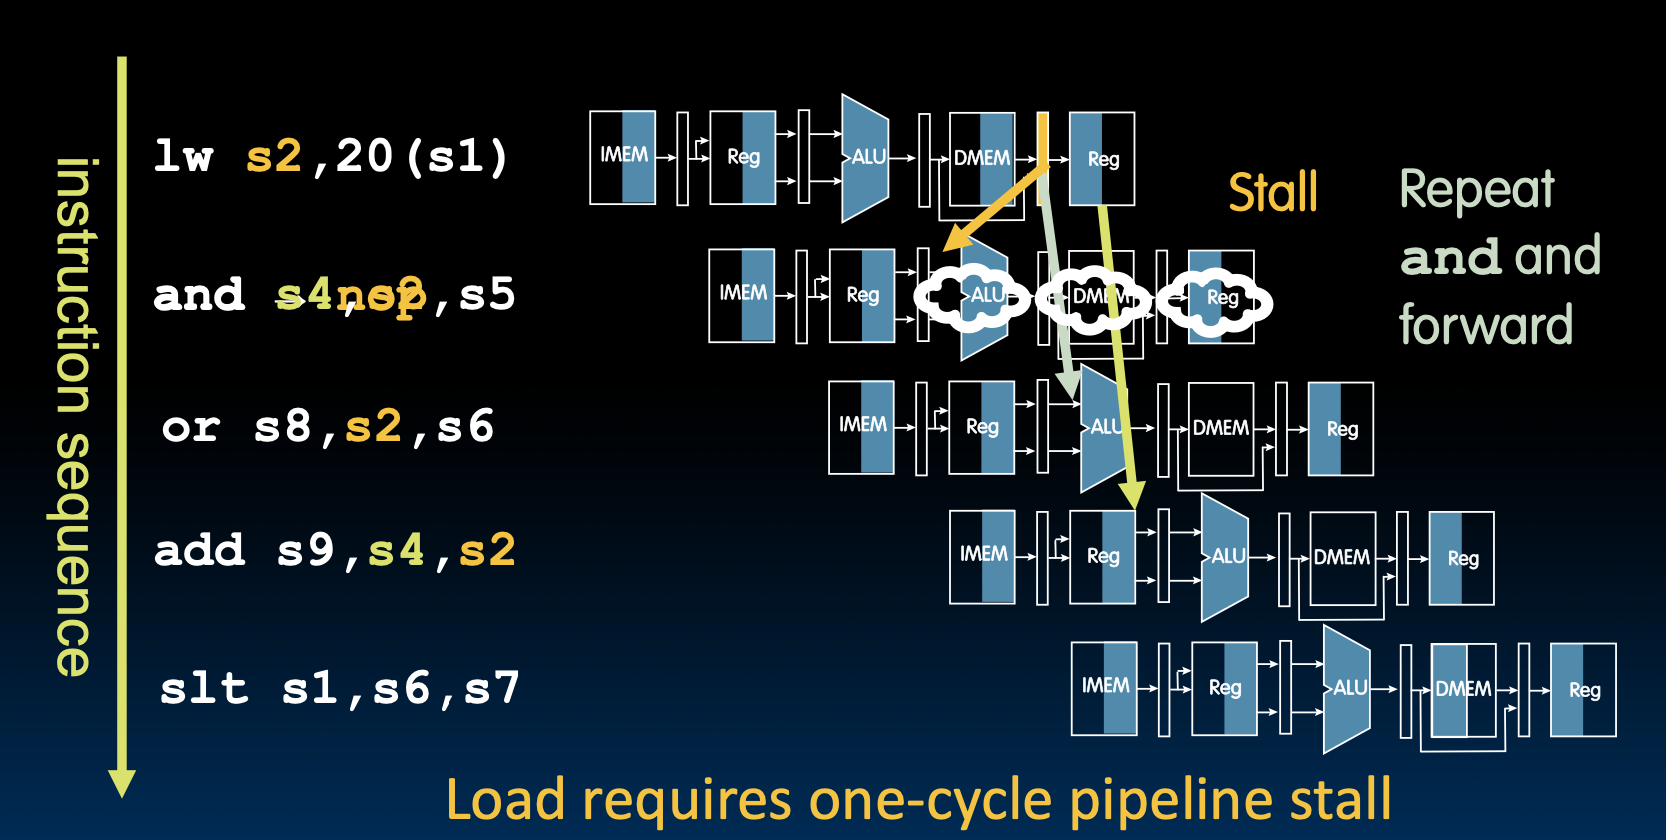 instruction sequence
lw s2,20(s1)
IMEM Reg ALU DMEM Reg
Stall
Repeat
and and
forward
and s4,s2,s5
→ nop
IMEM Reg ALU DMEM Reg
or s8,s2,s6
IMEM Reg ALU DMEM Reg
add s9,s4,s2
IMEM Reg ALU DMEM Reg
slt s1,s6,s7
IMEM Reg ALU DMEM Reg
Load requires one-cycle pipeline stall